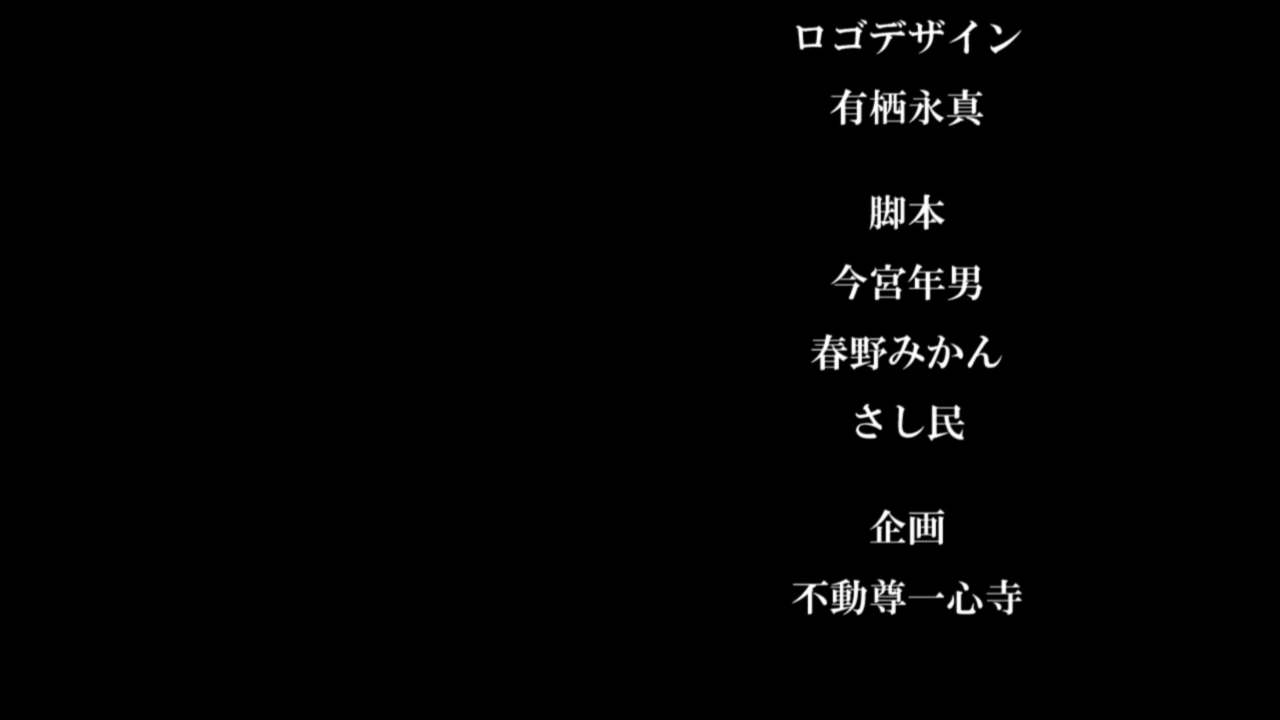 ロゴデザイン
有栖永真
脚本
今宮年男
春野みかん
さし民
企画
不動尊一心寺